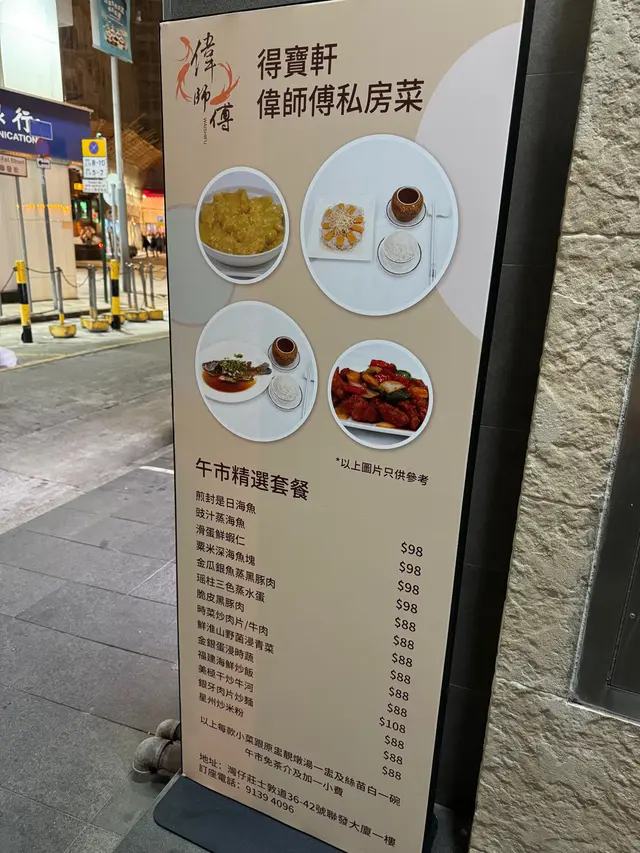 偉師傅
WAISHIFU
得寶軒
偉師傅私房菜
*以上圖片只供參考
午市精選套餐
煎封是日海魚 $98
豉汁蒸海魚 $98
滑蛋鮮蝦仁 $98
粟米深海魚塊 $98
金瓜銀魚蒸黑豚肉 $88
瑤柱三色蒸水蛋 $88
脆皮黑豚肉 $88
時菜炒肉片/牛肉 $88
鮮淮山野菌浸青菜 $88
金銀蛋浸時蔬 $88
福建海鮮炒飯 $108
美極干炒牛河 $88
銀牙肉片炒麵 $88
星州炒米粉 $88
以上每款小菜跟原盅靚燉湯一盅及絲苗白一碗
午市免茶介及加一小費
地址：灣仔莊士敦道36-42號聯發大廈一樓
訂座電話：9139 4096
行
NICATION